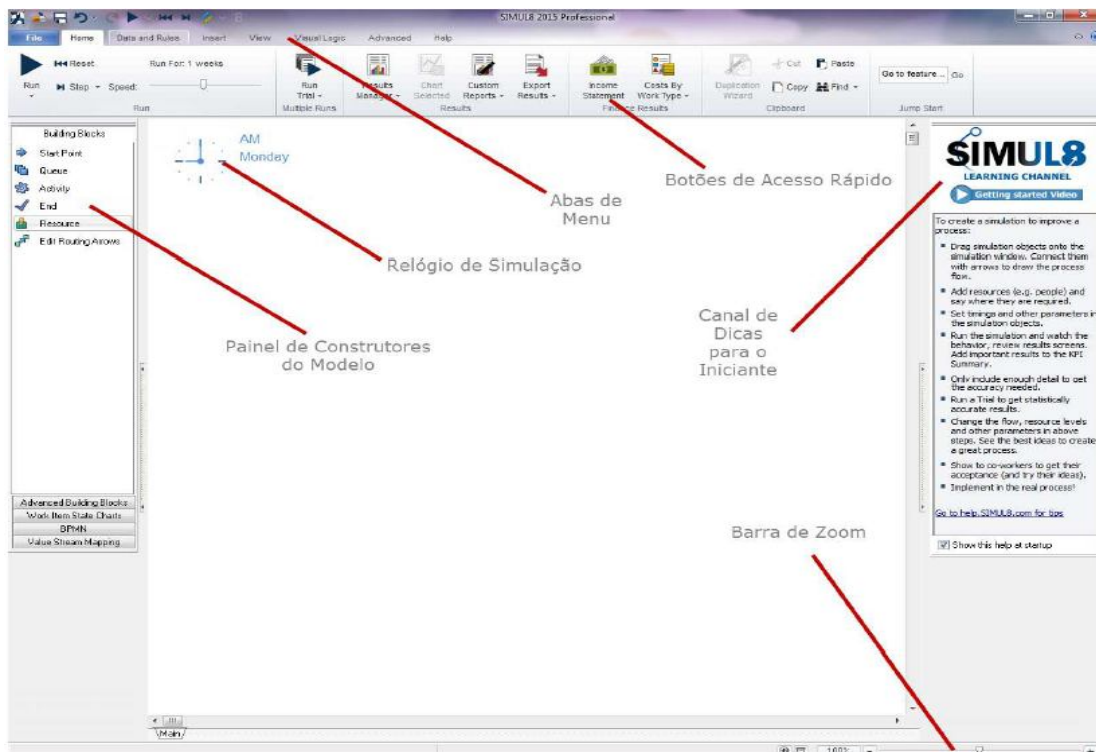 SIMUL8 2015 Professional
File Home Data and Rules Insert View Visual Logic Advanced Help
Run
Reset
Step
Speed:
Run For: 1 weeks
Run
Run Trial
Multiple Runs
Results Manager
Chart Selected
Custom Reports
Export Results
Results
Income Statement
Costs By Work Type
Finance Results
Duplication Wizard
Cut
Copy
Paste
Find
Clipboard
Go to feature ... Go
Jump Start
Building Blocks
Start Point
Queue
Activity
End
Resource
Edit Routing Arrows
Advanced Building Blocks
Work Item State Charts
BPMN
Value Stream Mapping
AM
Monday
Abas de
Menu
Botões de Acesso Rápido
Relógio de Simulação
Painel de Construtores
do Modelo
Canal de
Dicas
para o
Iniciante
Barra de Zoom
SIMUL8
LEARNING CHANNEL
Getting started Video
To create a simulation to improve a
process:
Drag simulation objects onto the
simulation window. Connect them
with arrows to draw the process
flow.
Add resources (e.g. people) and
say where they are required.
Set timings and other parameters in
the simulation objects.
Run the simulation and watch the
behavior, review results screens.
Add important results to the KPI
Summary.
Only include enough detail to get
the accuracy needed.
Run a Trial to get statistically
accurate results.
Change the flow, resource levels
and other parameters in above
steps. See the best ideas to create
a great process.
Show to co-workers to get their
acceptance (and try their ideas).
Implement in the real process!
Go to help.SIMUL8.com for tips
Show this help at startup
Main
100%